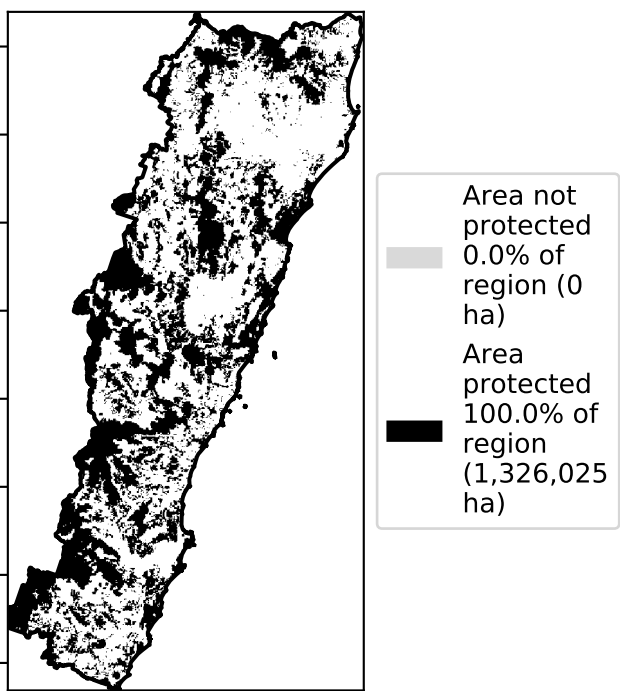 Area not
protected
0.0% of
region (0
ha)
Area
protected
100.0% of
region
(1,326,025
ha)